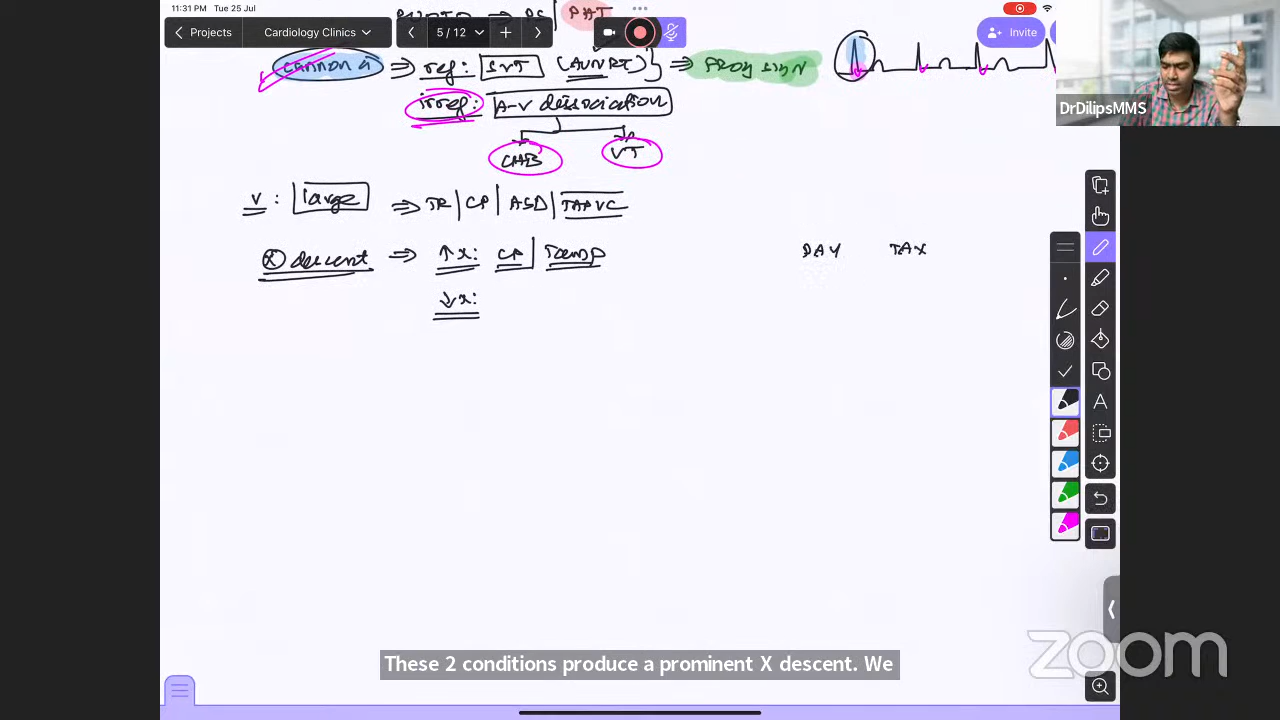 11:31 PM Tue 25 Jul
PS | PAT
Projects Cardiology Clinics 5 / 12 Invite
cannon a ⇒ reg: SVT (AVNRT) } ⇒ FROG SIGN
DrDilipsMMS
irreg: A-V dissociation
CHB VT
v : large ⇒ TR | CP | ASD | TAPVC
x descent ⇒ ↑x: CP | Tamp
DAY TAX
↓x:
These 2 conditions produce a prominent X descent. We
zoom